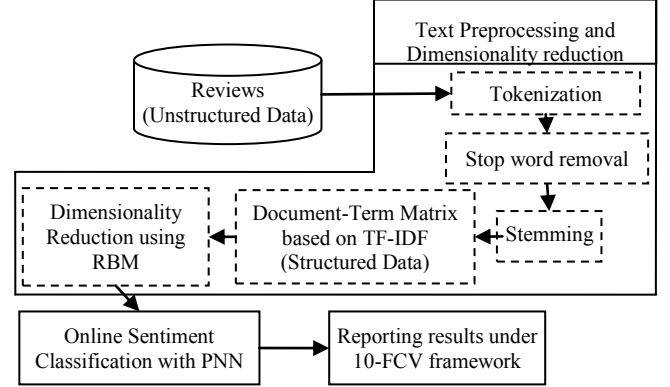 Text Preprocessing and
Dimensionality reduction
Reviews
(Unstructured Data)
Tokenization
Stop word removal
Stemming
Document-Term Matrix
based on TF-IDF
(Structured Data)
Dimensionality
Reduction using
RBM
Online Sentiment
Classification with PNN
Reporting results under
10-FCV framework